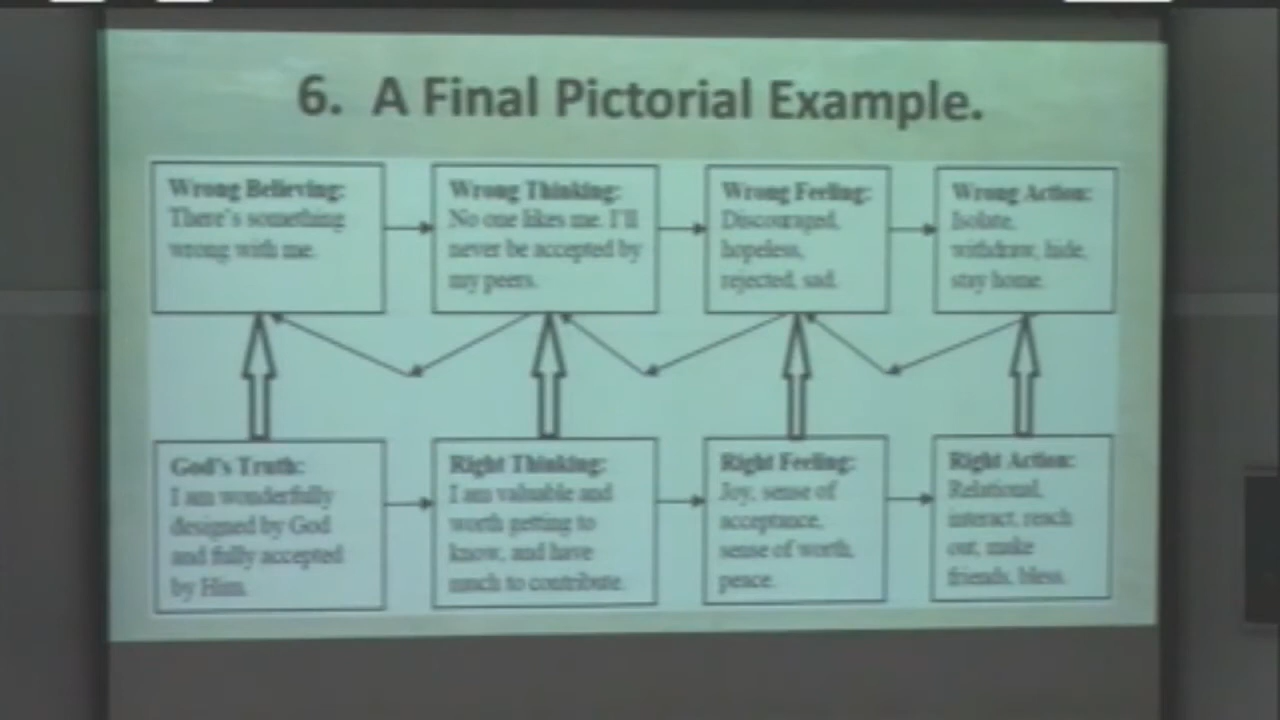 6. A Final Pictorial Example.
Wrong Believing:
There's something
wrong with me.
Wrong Thinking:
No one likes me. I'll
never be accepted by
my peers.
Wrong Feeling:
Discouraged,
hopeless,
rejected, sad.
Wrong Action:
Isolate,
withdraw, hide,
stay home.
God's Truth:
I am wonderfully
designed by God
and fully accepted
by Him.
Right Thinking:
I am valuable and
worth getting to
know, and have
much to contribute.
Right Feeling:
Joy, sense of
acceptance,
sense of worth,
peace.
Right Action:
Relational,
interact, reach
out, make
friends, bless.